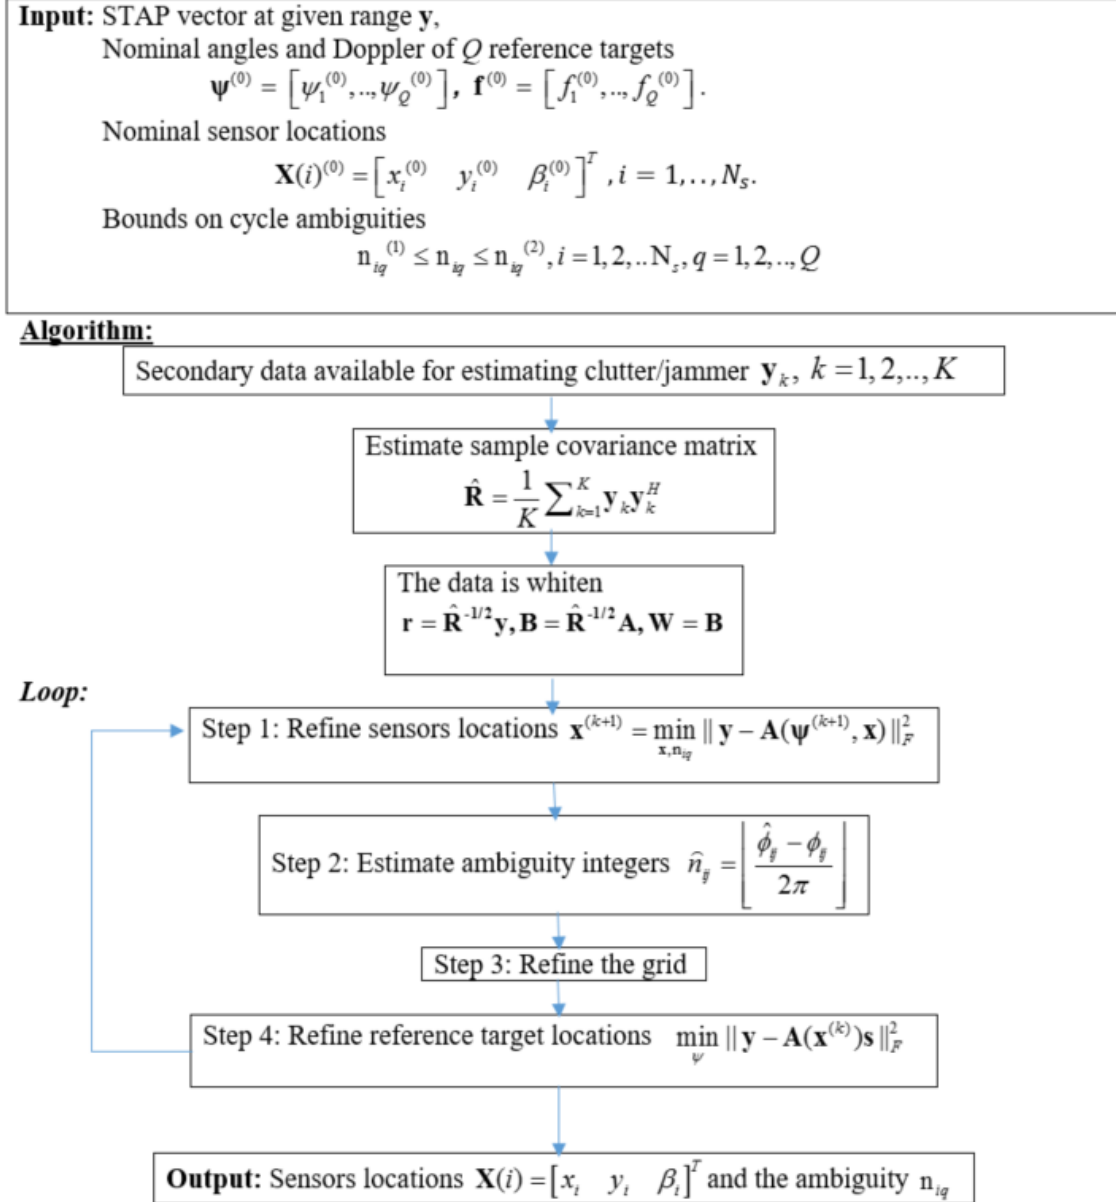 Input: STAP vector at given range y,
Nominal angles and Doppler of Q reference targets
ψ^(0) = [ψ_1^(0),..,ψ_Q^(0)], f^(0) = [f_1^(0),..,f_Q^(0)].
Nominal sensor locations
X(i)^(0) = [x_i^(0) y_i^(0) β_i^(0)]^T, i = 1,..,N_s.
Bounds on cycle ambiguities
n_iq^(1) ≤ n_iq ≤ n_iq^(2), i = 1,2,..N_s, q = 1,2,..,Q
Algorithm:
Secondary data available for estimating clutter/jammer y_k, k = 1,2,..,K
Estimate sample covariance matrix
R̂ = 1/K ∑_{k=1}^K y_k y_k^H
The data is whiten
r = R̂^-1/2 y, B = R̂^-1/2 A, W = B
Loop:
Step 1: Refine sensors locations x^(k+1) = min_{x,n_iq} || y − A(ψ^(k+1), x) ||_F^2
Step 2: Estimate ambiguity integers n̂_ij = ⌊(ϕ̂_ij − ϕ_ij) / 2π⌋
Step 3: Refine the grid
Step 4: Refine reference target locations min_ψ || y − A(x^(k))s ||_F^2
Output: Sensors locations X(i) = [x_i y_i β_i]^T and the ambiguity n_iq